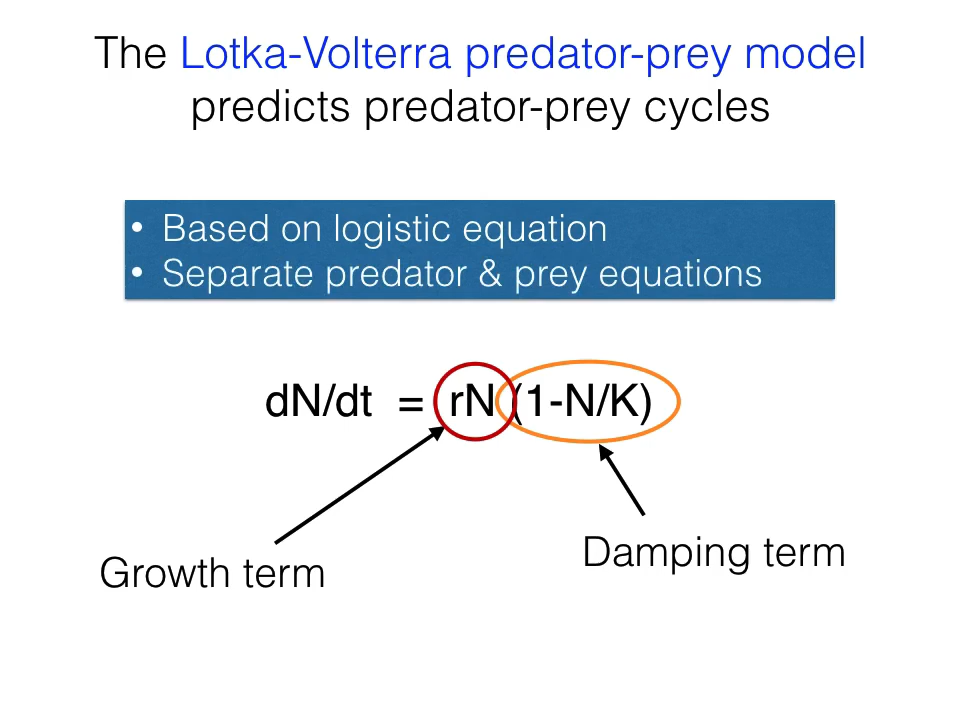 The Lotka-Volterra predator-prey model
predicts predator-prey cycles
• Based on logistic equation
• Separate predator & prey equations
dN/dt = rN (1-N/K)
Growth term
Damping term